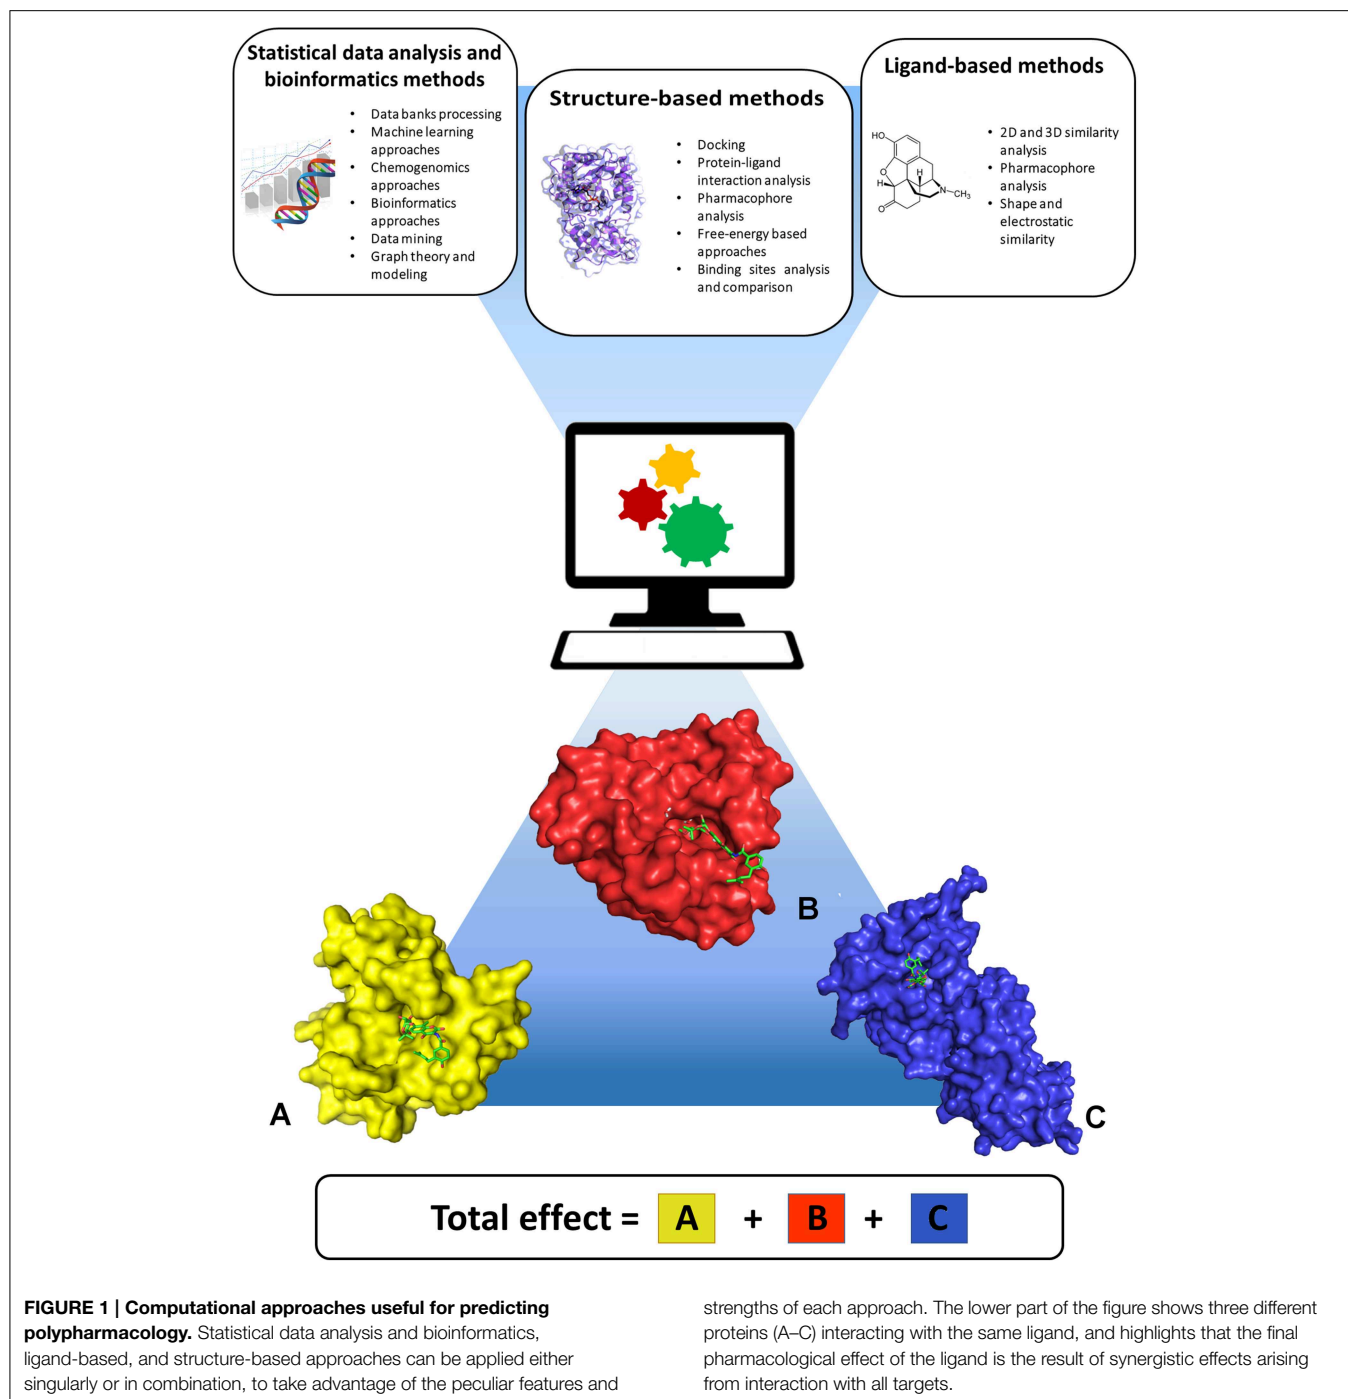 Statistical data analysis and
bioinformatics methods
• Data banks processing
• Machine learning
approaches
• Chemogenomics
approaches
• Bioinformatics
approaches
• Data mining
• Graph theory and
modeling
Structure-based methods
• Docking
• Protein-ligand
interaction analysis
• Pharmacophore
analysis
• Free-energy based
approaches
• Binding sites analysis
and comparison
Ligand-based methods
HO
O
H
H
N
CH3
O
• 2D and 3D similarity
analysis
• Pharmacophore
analysis
• Shape and
electrostatic
similarity
B
A
C
Total effect = A + B + C
FIGURE 1 | Computational approaches useful for predicting
polypharmacology. Statistical data analysis and bioinformatics,
ligand-based, and structure-based approaches can be applied either
singularly or in combination, to take advantage of the peculiar features and
strengths of each approach. The lower part of the figure shows three different
proteins (A–C) interacting with the same ligand, and highlights that the final
pharmacological effect of the ligand is the result of synergistic effects arising
from interaction with all targets.